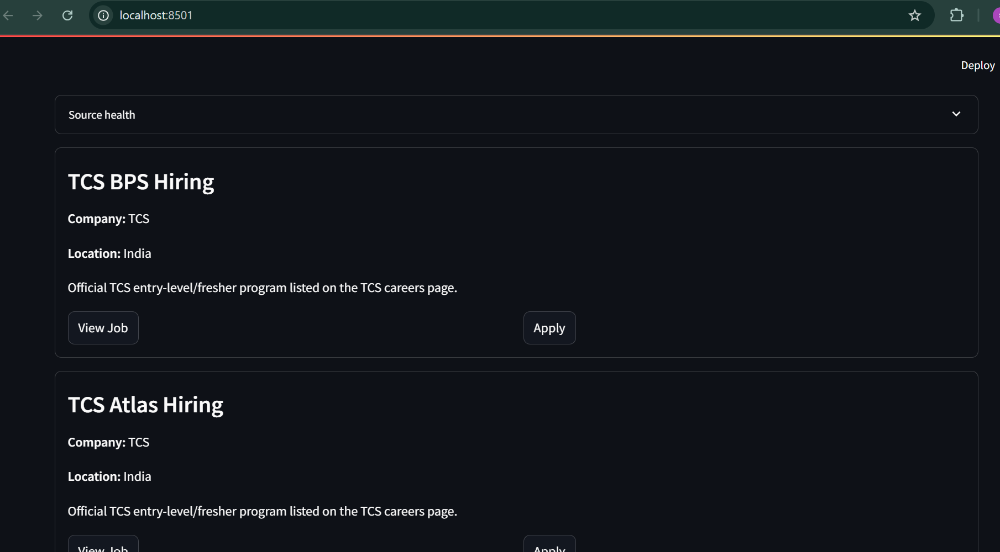 localhost:8501
Deploy
Source health
TCS BPS Hiring
Company: TCS
Location: India
Official TCS entry-level/fresher program listed on the TCS careers page.
View Job
Apply
TCS Atlas Hiring
Company: TCS
Location: India
Official TCS entry-level/fresher program listed on the TCS careers page.
View Job
Apply